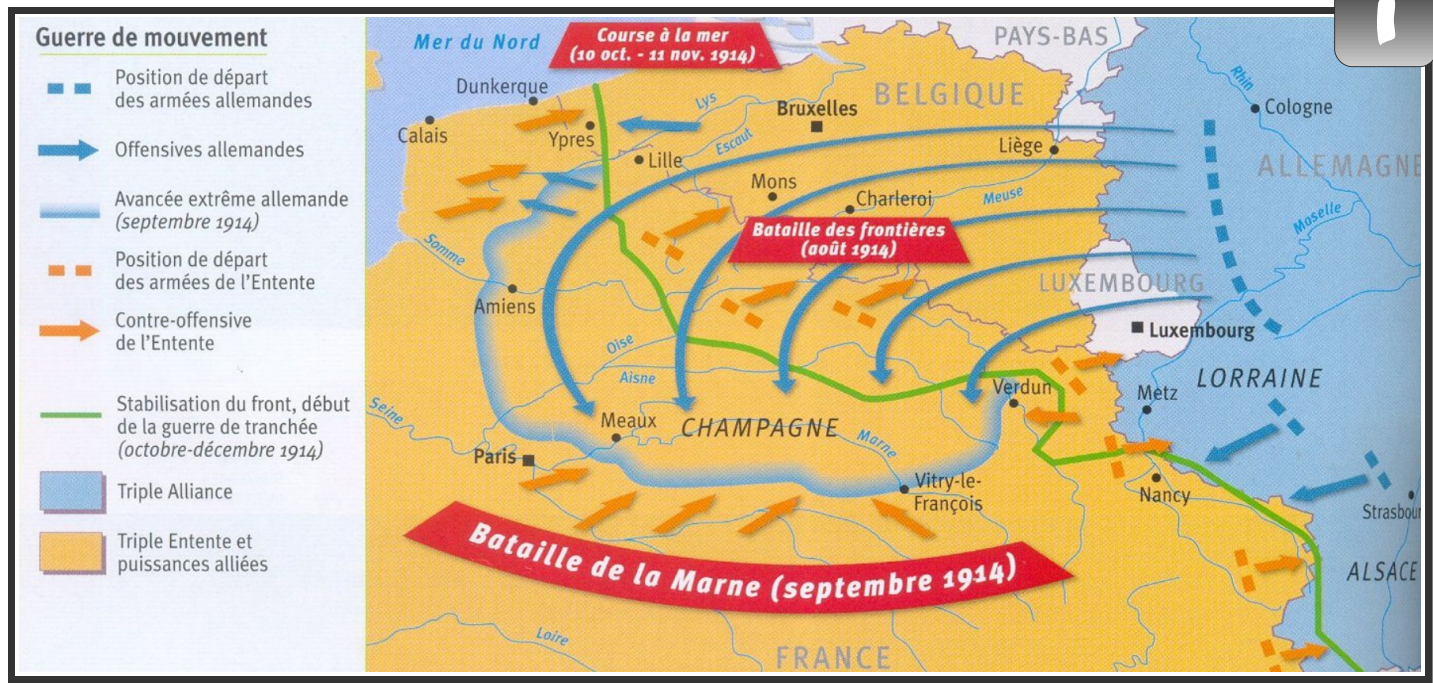 Guerre de mouvement
Position de départ
des armées allemandes
Offensives allemandes
Avancée extrême allemande
(septembre 1914)
Position de départ
des armées de l'Entente
Contre-offensive
de l'Entente
Stabilisation du front, début
de la guerre de tranchée
(octobre-décembre 1914)
Triple Alliance
Triple Entente et
puissances alliées
Mer du Nord
Course à la mer
(10 oct. - 11 nov. 1914)
PAYS-BAS
Dunkerque
Calais
Ypres
Lys
Bruxelles
BELGIQUE
Rhin
Cologne
Escaut
Lille
Liège
ALLEMAGNE
Mons
Charleroi
Meuse
Moselle
Bataille des frontières
(août 1914)
Somme
Amiens
LUXEMBOURG
Luxembourg
Oise
Aisne
Verdun
Metz
LORRAINE
Seine
Meaux
CHAMPAGNE
Marne
Paris
Vitry-le-
François
Nancy
Strasbour
Bataille de la Marne (septembre 1914)
ALSACE
Loire
FRANCE